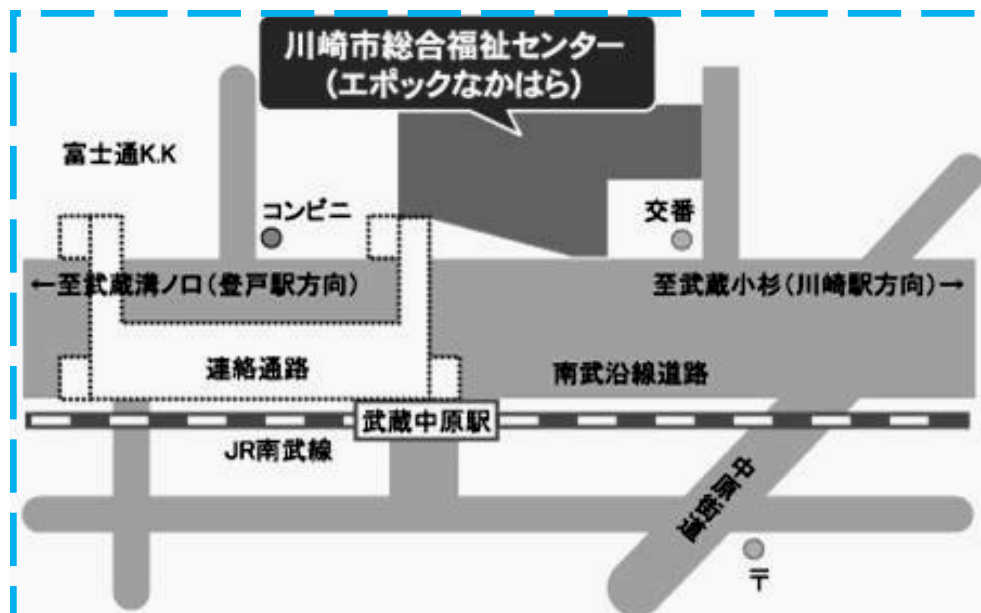 川崎市総合福祉センター
(エポックなかはら)
富士通K.K
コンビニ
交番
←至武蔵溝ノ口(登戸駅方向)
至武蔵小杉(川崎駅方向)→
連絡通路
南武沿線道路
武蔵中原駅
JR南武線
中原街道
〒